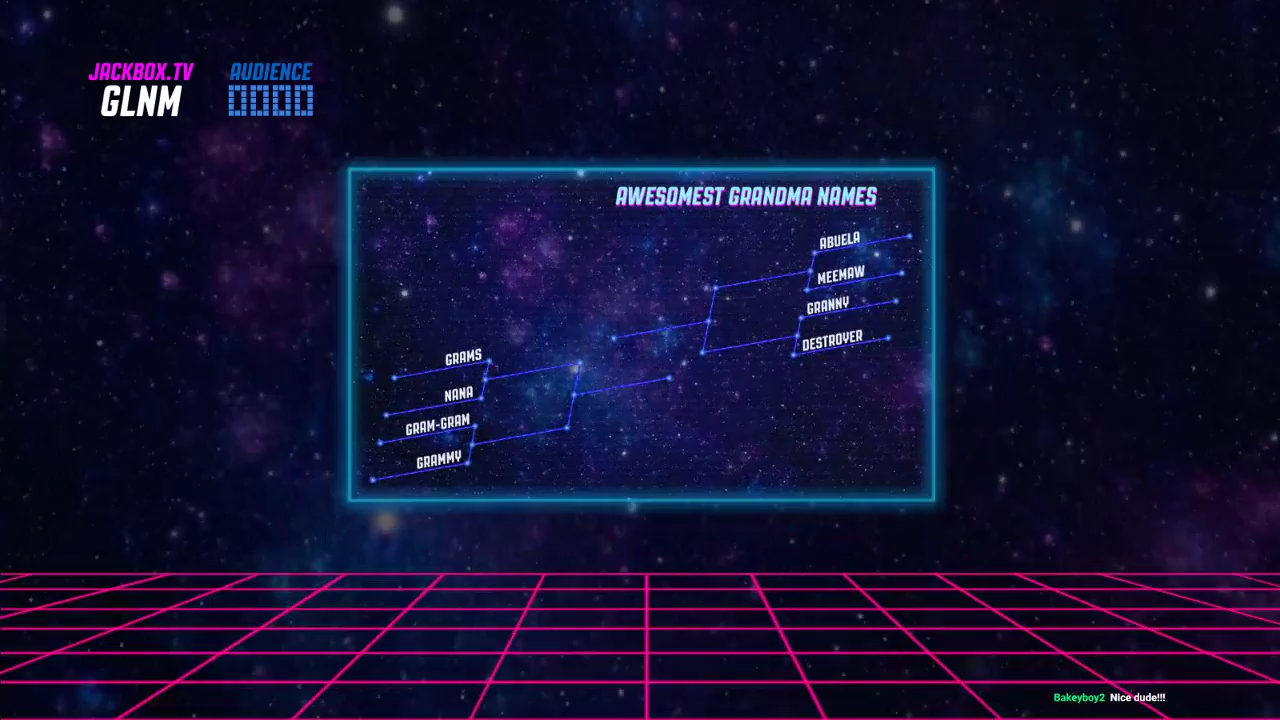 JACKBOX.TV
GLNM
AUDIENCE
0000
AWESOMEST GRANDMA NAMES
ABUELA
MEEMAW
GRANNY
DESTROYER
GRAMS
NANA
GRAM-GRAM
GRAMMY
Bakeyboy2 Nice dude!!!